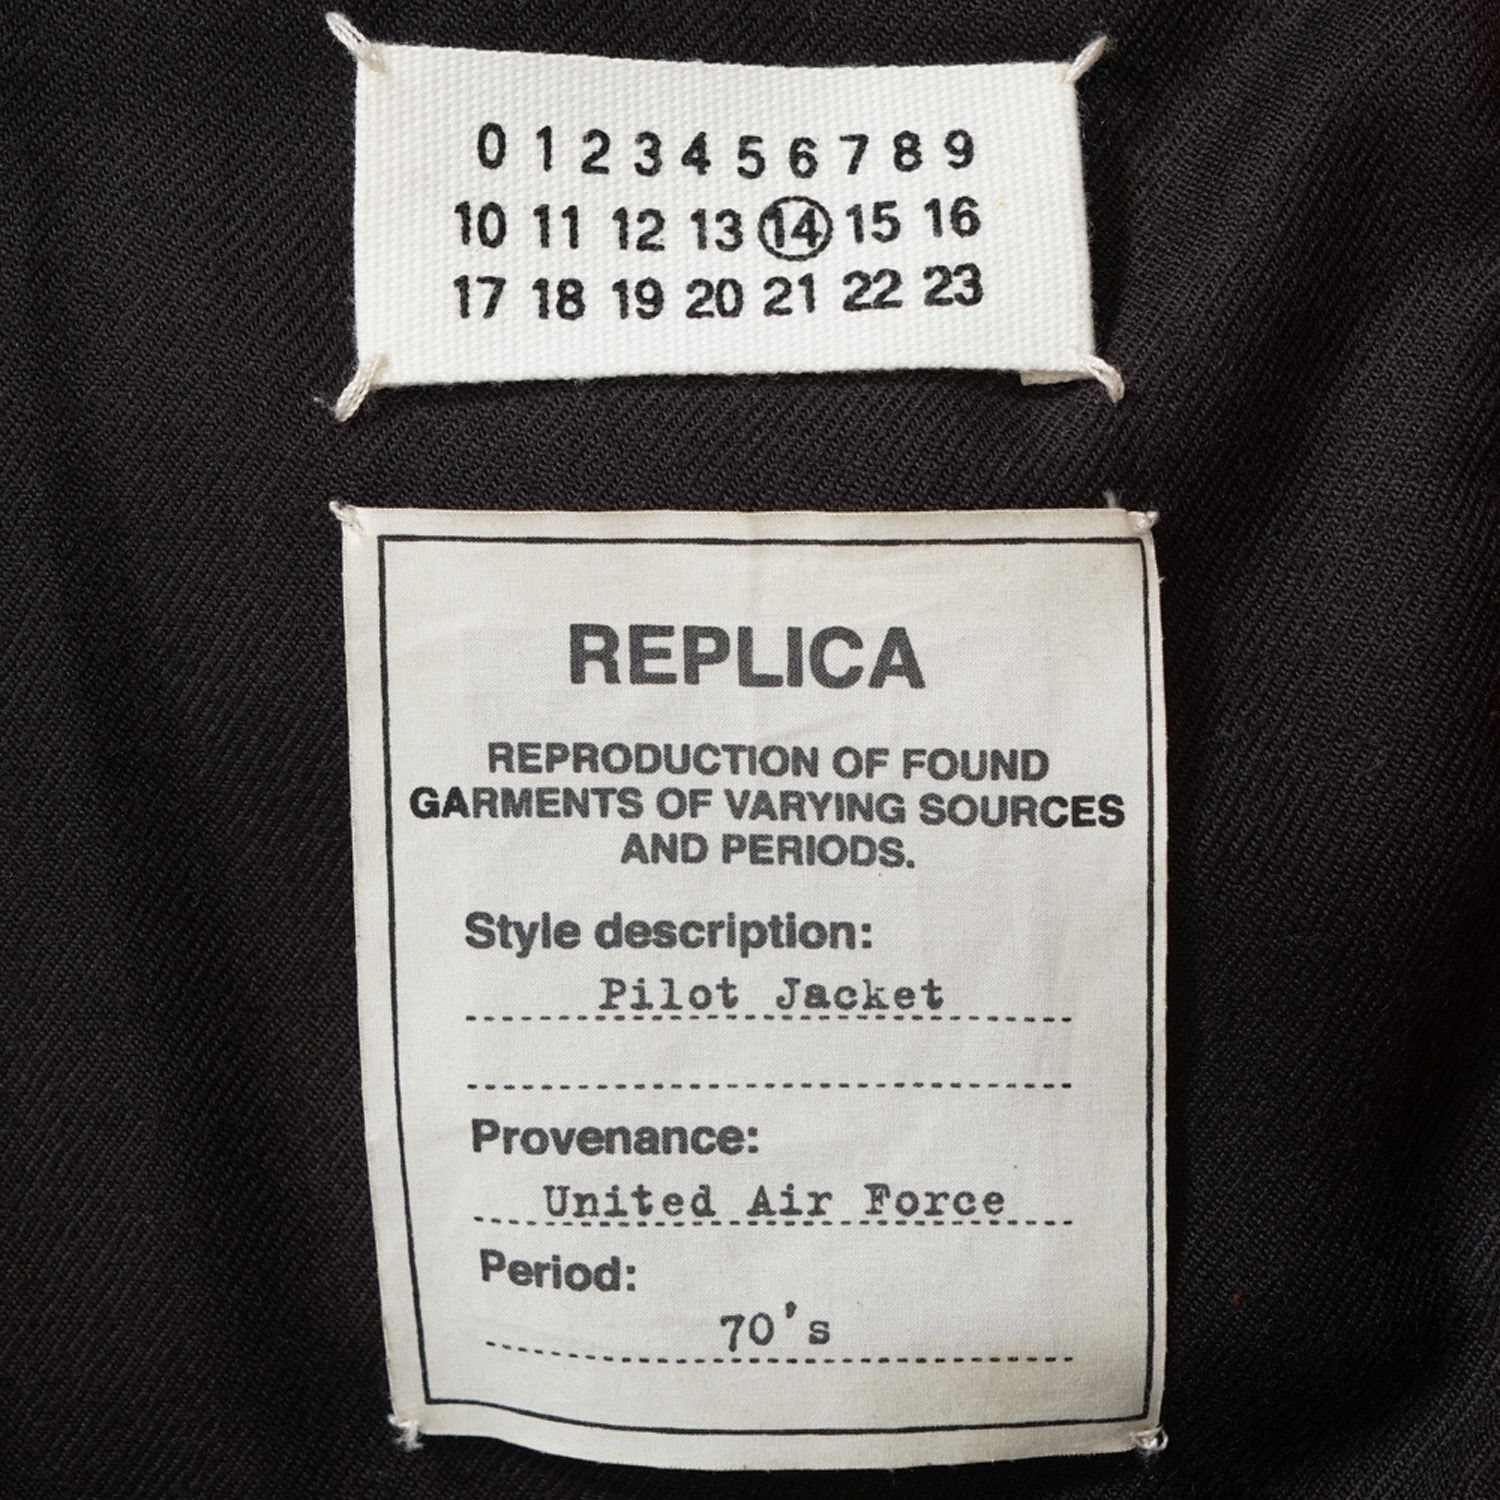 0 1 2 3 4 5 6 7 8 9
10 11 12 13 14 15 16
17 18 19 20 21 22 23
REPLICA
REPRODUCTION OF FOUND
GARMENTS OF VARYING SOURCES
AND PERIODS.
Style description:
Pilot Jacket
Provenance:
United Air Force
Period:
70's